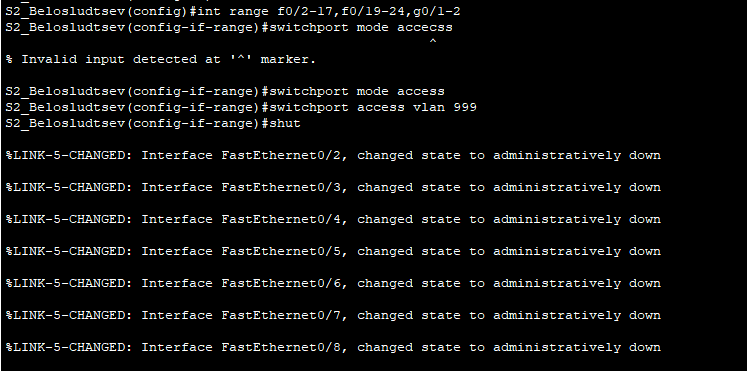 S2_Belosludtsev(config)#int range f0/2-17,f0/19-24,g0/1-2
S2_Belosludtsev(config-if-range)#switchport mode accecss
^
% Invalid input detected at '^' marker.
S2_Belosludtsev(config-if-range)#switchport mode access
S2_Belosludtsev(config-if-range)#switchport access vlan 999
S2_Belosludtsev(config-if-range)#shut
%LINK-5-CHANGED: Interface FastEthernet0/2, changed state to administratively down
%LINK-5-CHANGED: Interface FastEthernet0/3, changed state to administratively down
%LINK-5-CHANGED: Interface FastEthernet0/4, changed state to administratively down
%LINK-5-CHANGED: Interface FastEthernet0/5, changed state to administratively down
%LINK-5-CHANGED: Interface FastEthernet0/6, changed state to administratively down
%LINK-5-CHANGED: Interface FastEthernet0/7, changed state to administratively down
%LINK-5-CHANGED: Interface FastEthernet0/8, changed state to administratively down